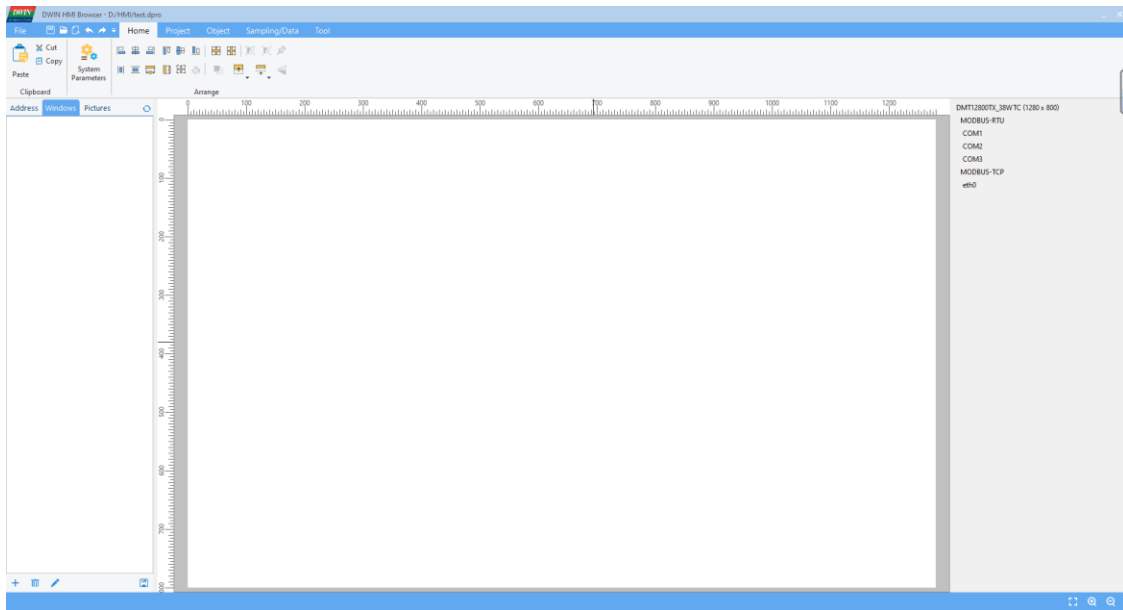 DWIN DWIN HMI Browser - D:/HMI/test.dpro
File Home Project Object Sampling/Data Tool
Cut
Copy
Paste
System
Parameters
Clipboard Arrange
Address Windows Pictures
0 100 200 300 400 500 600 700 800 900 1000 1100 1200
DMT12800TX_38WTC (1280 x 800)
MODBUS-RTU
COM1
COM2
COM3
MODBUS-TCP
eth0
0
100
200
300
400
500
600
700